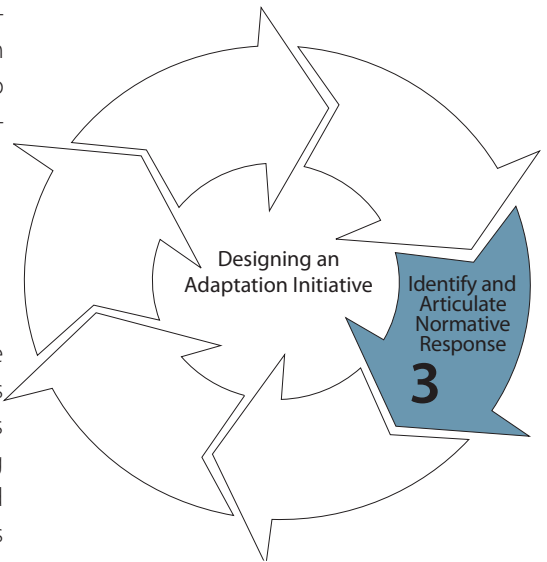 Designing an
Adaptation Initiative
Identify and
Articulate
Normative
Response
3